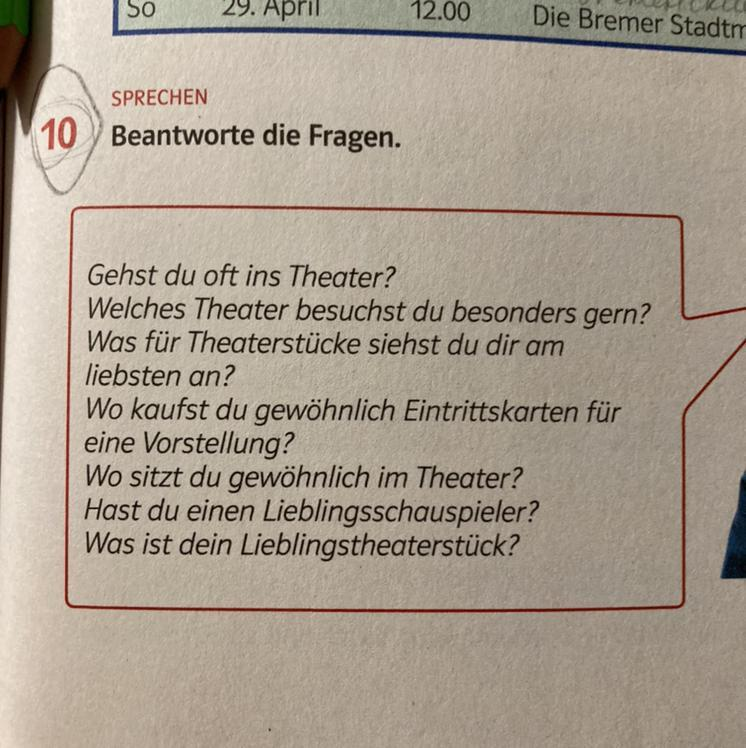 So 29. April 12.00 Die Bremer Stadtm
SPRECHEN
10 Beantworte die Fragen.
Gehst du oft ins Theater?
Welches Theater besuchst du besonders gern?
Was für Theaterstücke siehst du dir am
liebsten an?
Wo kaufst du gewöhnlich Eintrittskarten für
eine Vorstellung?
Wo sitzt du gewöhnlich im Theater?
Hast du einen Lieblingsschauspieler?
Was ist dein Lieblingstheaterstück?